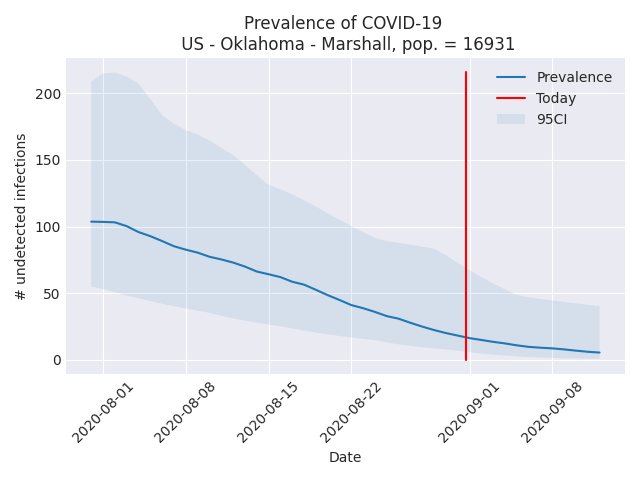 Prevalence of COVID-19
US - Oklahoma - Marshall, pop. = 16931
# undetected infections
200
150
100
50
0
Prevalence
Today
95CI
2020-08-01
2020-08-08
2020-08-15
2020-08-22
2020-09-01
2020-09-08
Date